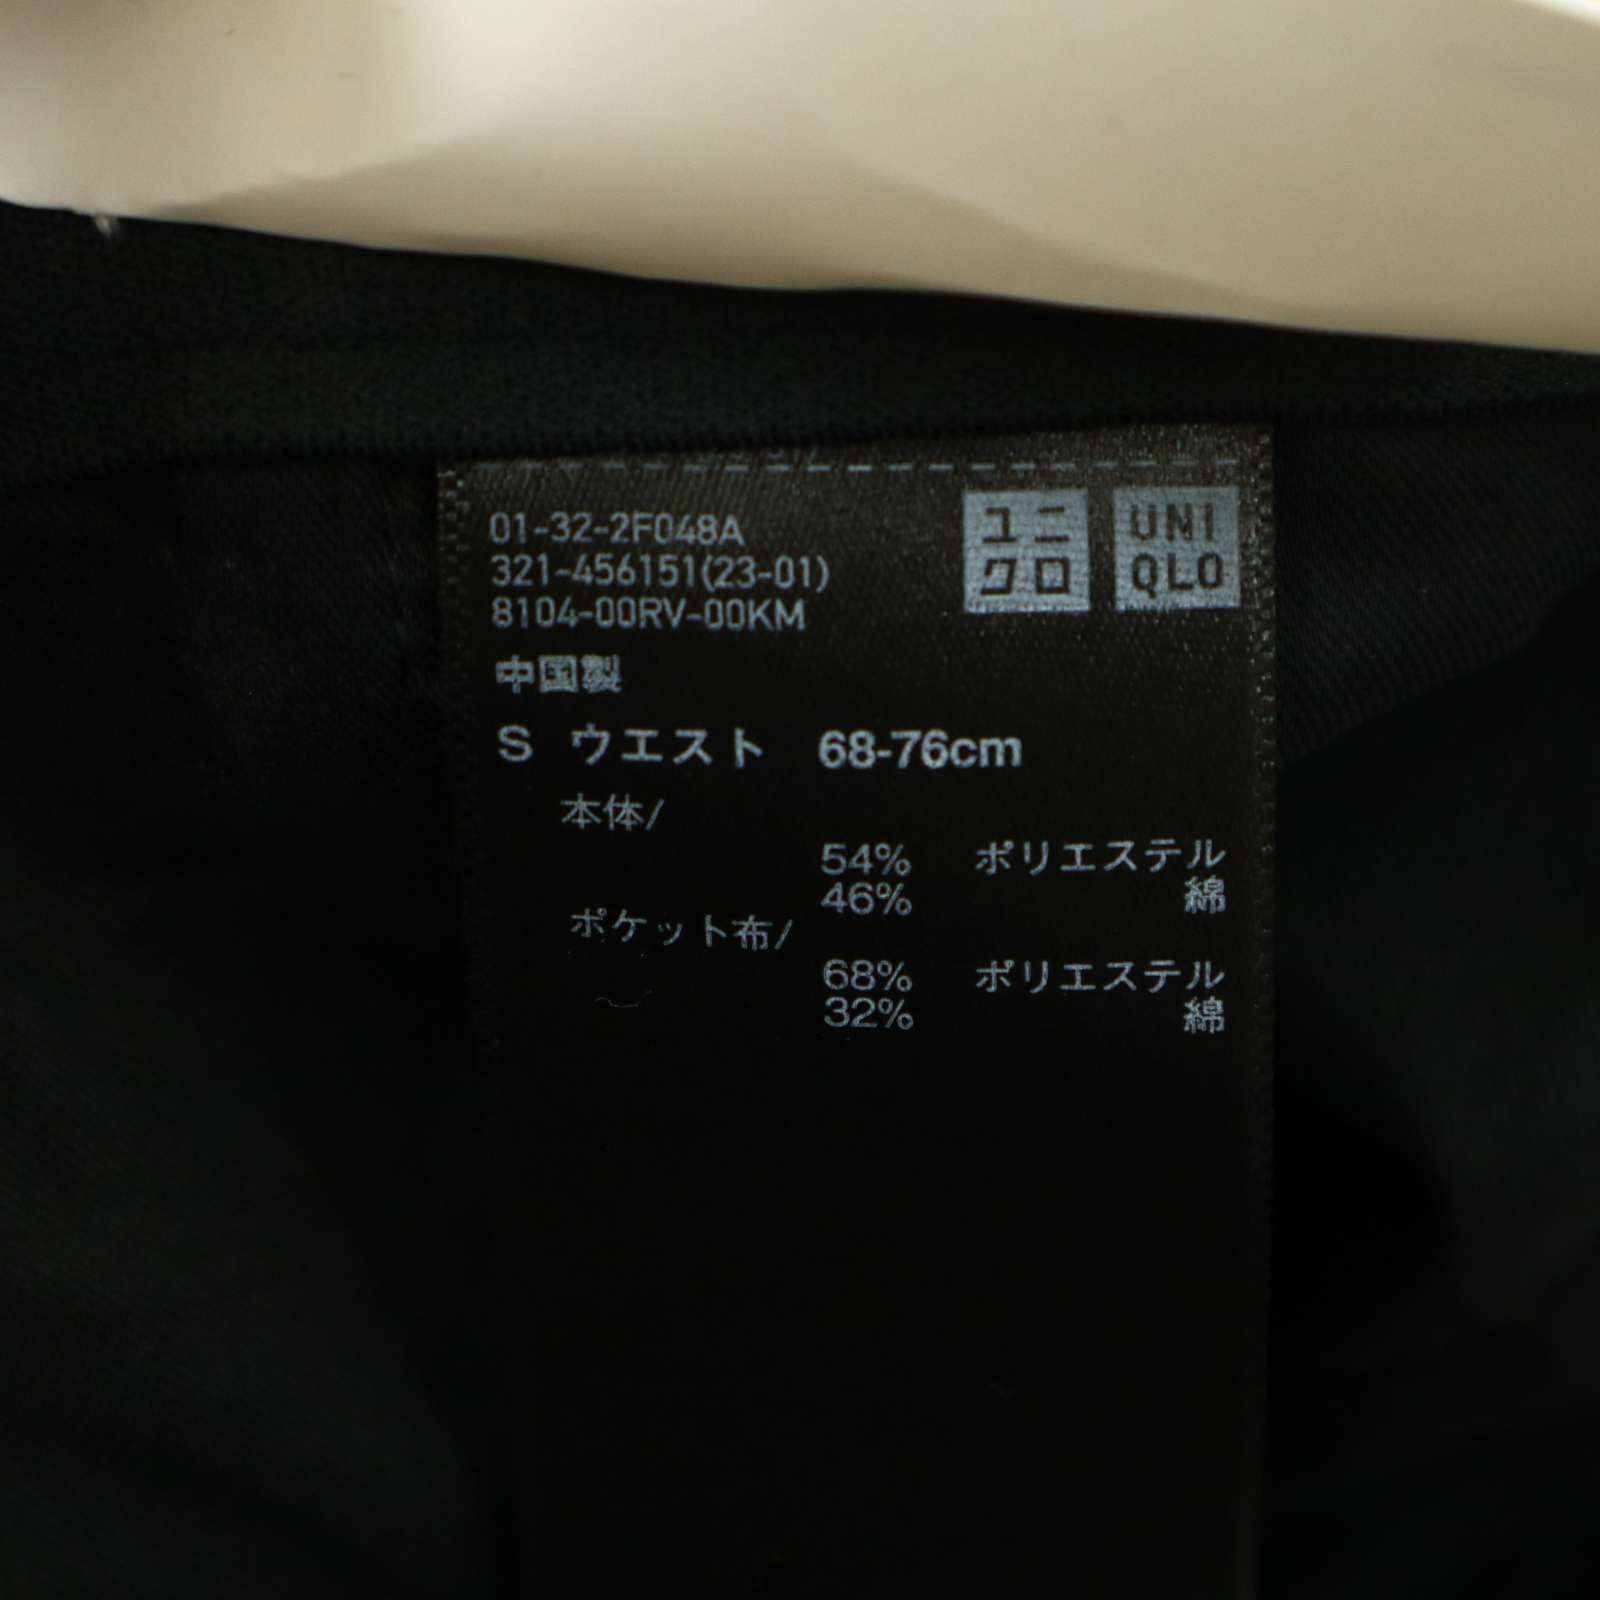 01-32-2F048A
321-456151(23-01)
8104-00RV-00KM
ユニ
クロ
UNI
QLO
中国製
S ウエスト 68-76cm
本体/
54% ポリエステル
46% 綿
ポケット布/
68% ポリエステル
32% 綿